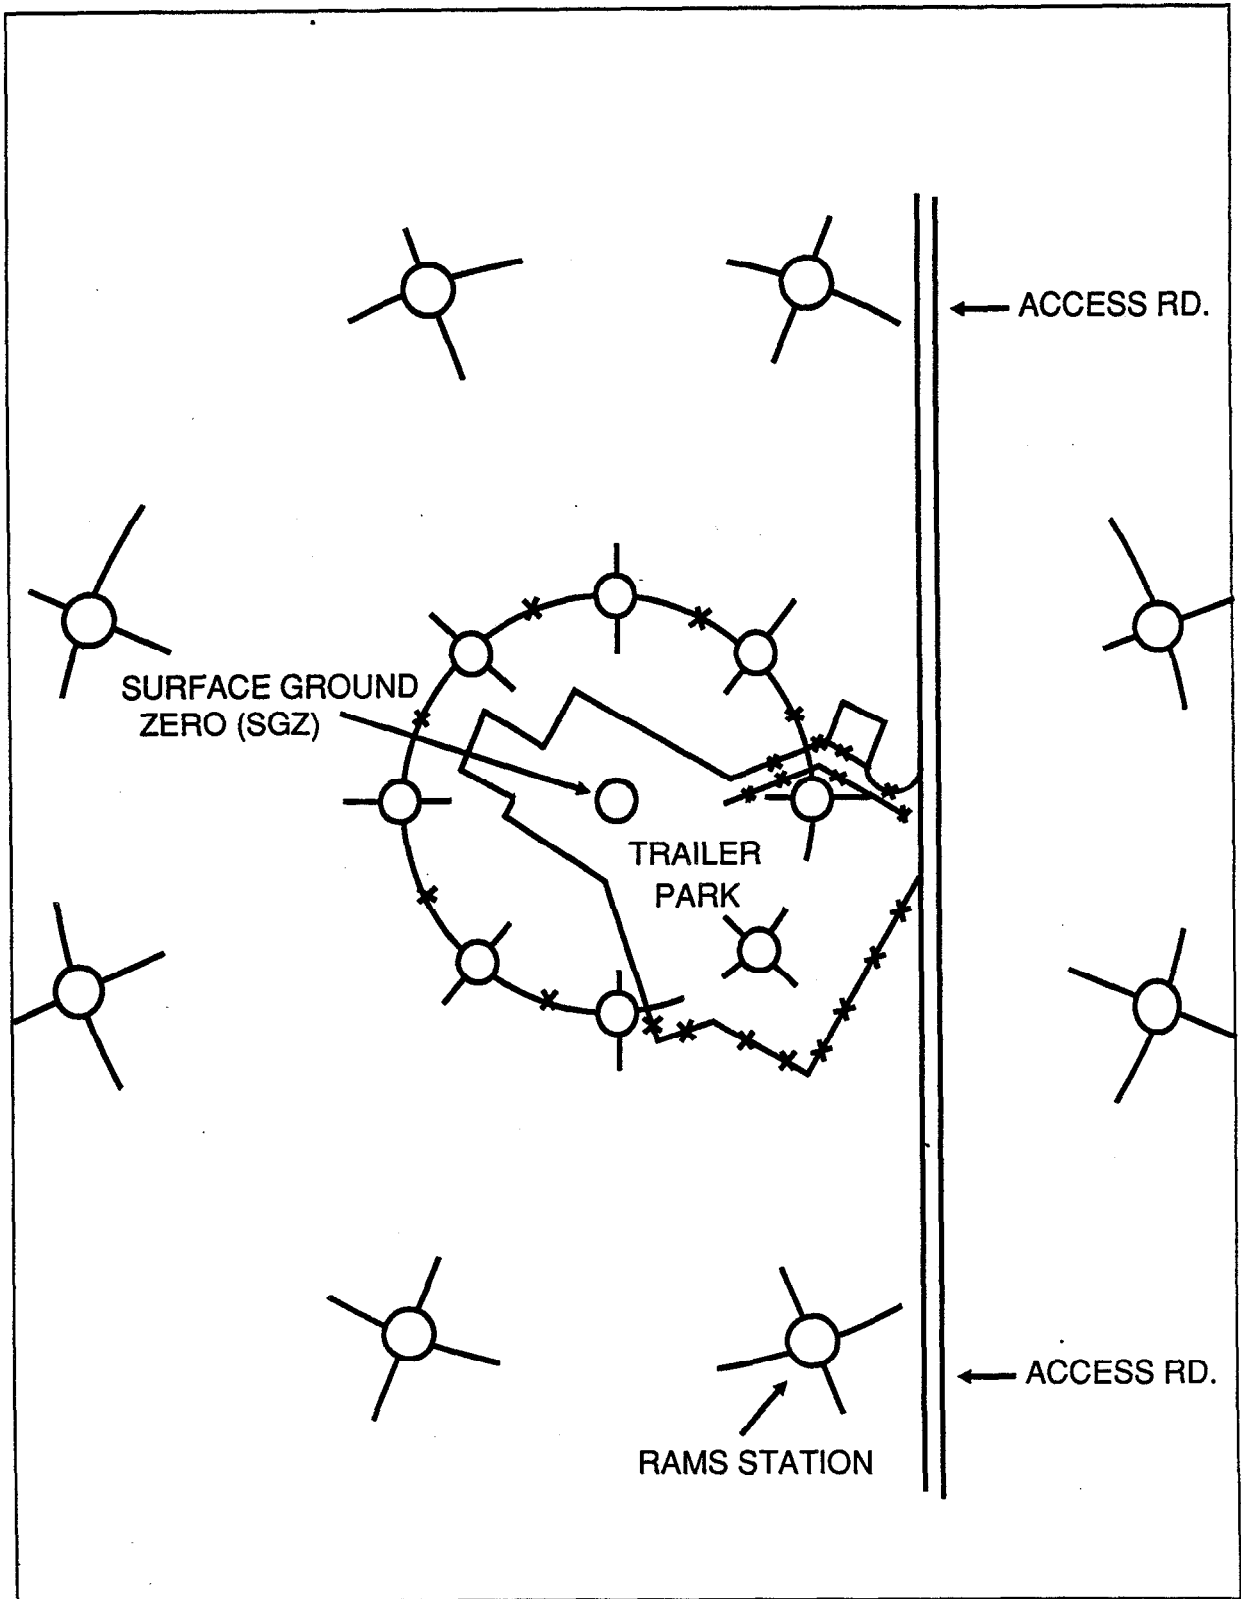 ACCESS RD.
SURFACE GROUND
ZERO (SGZ)
TRAILER
PARK
ACCESS RD.
RAMS STATION